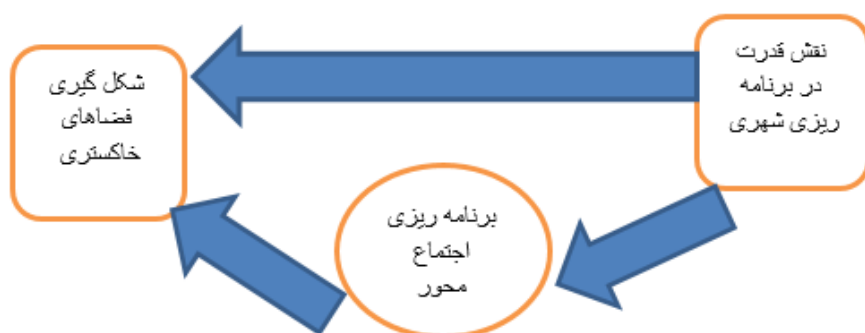 نقش قدرت
در برنامه
ریزی شهری
برنامه ریزی
اجتماع
محور
شکل گیری
فضاهای
خاکستری